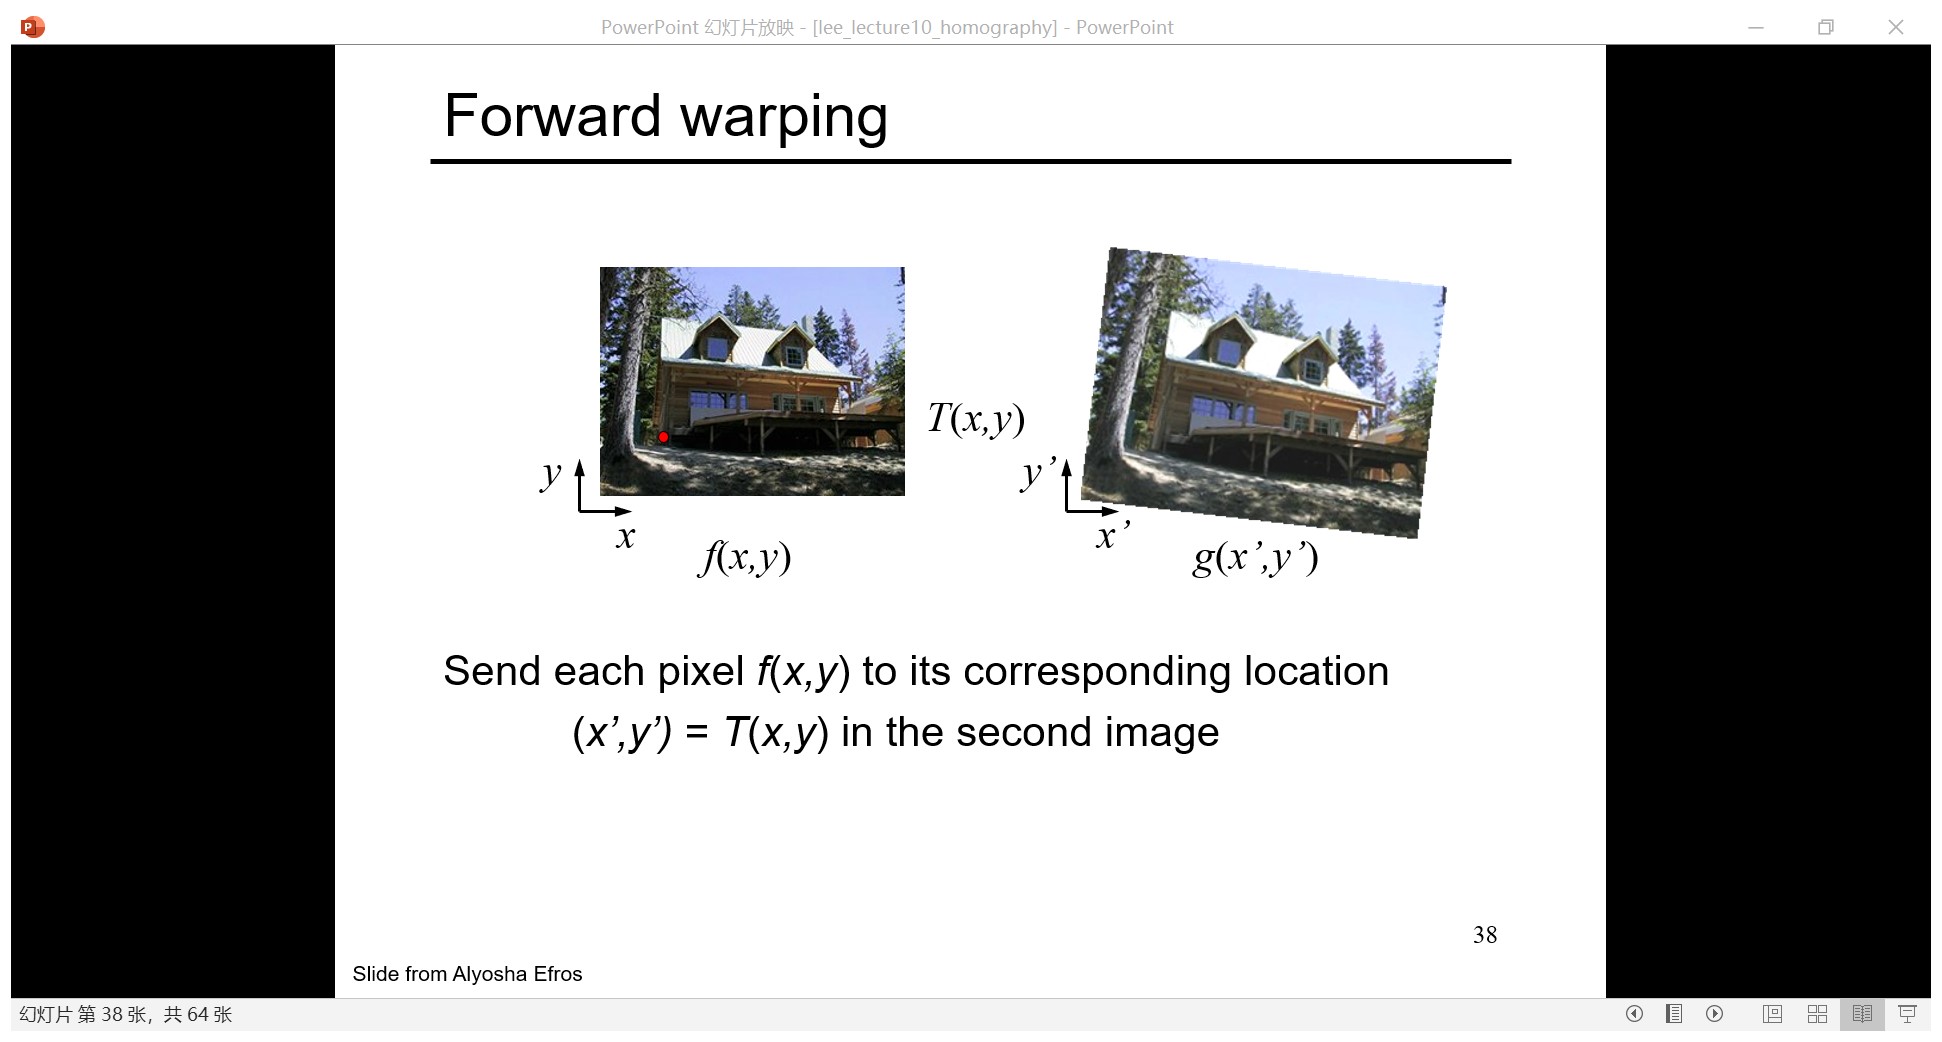 PowerPoint 幻灯片放映 - [lee_lecture10_homography] - PowerPoint
Forward warping
T(x,y)
y
x
f(x,y)
y’
x’
g(x’,y’)
Send each pixel f(x,y) to its corresponding location
(x’,y’) = T(x,y) in the second image
38
Slide from Alyosha Efros
幻灯片 第 38 张，共 64 张